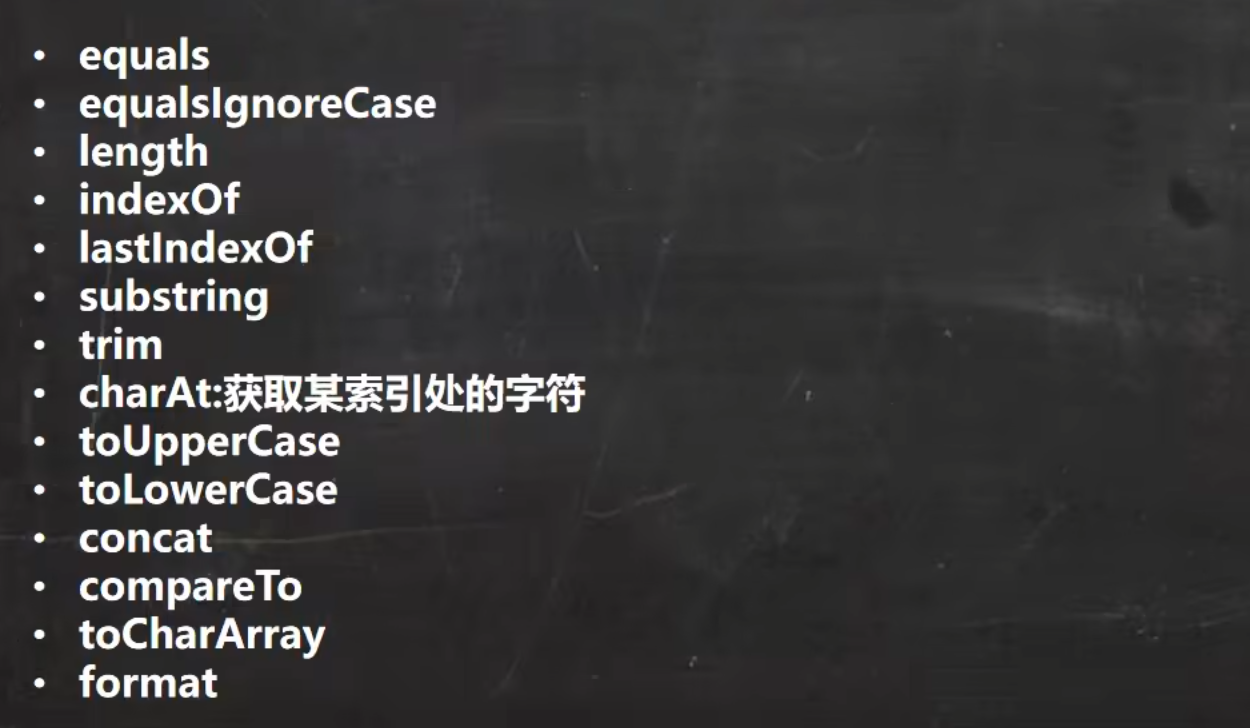 • equals
• equalsIgnoreCase
• length
• indexOf
• lastIndexOf
• substring
• trim
• charAt:获取某索引处的字符
• toUpperCase
• toLowerCase
• concat
• compareTo
• toCharArray
• format